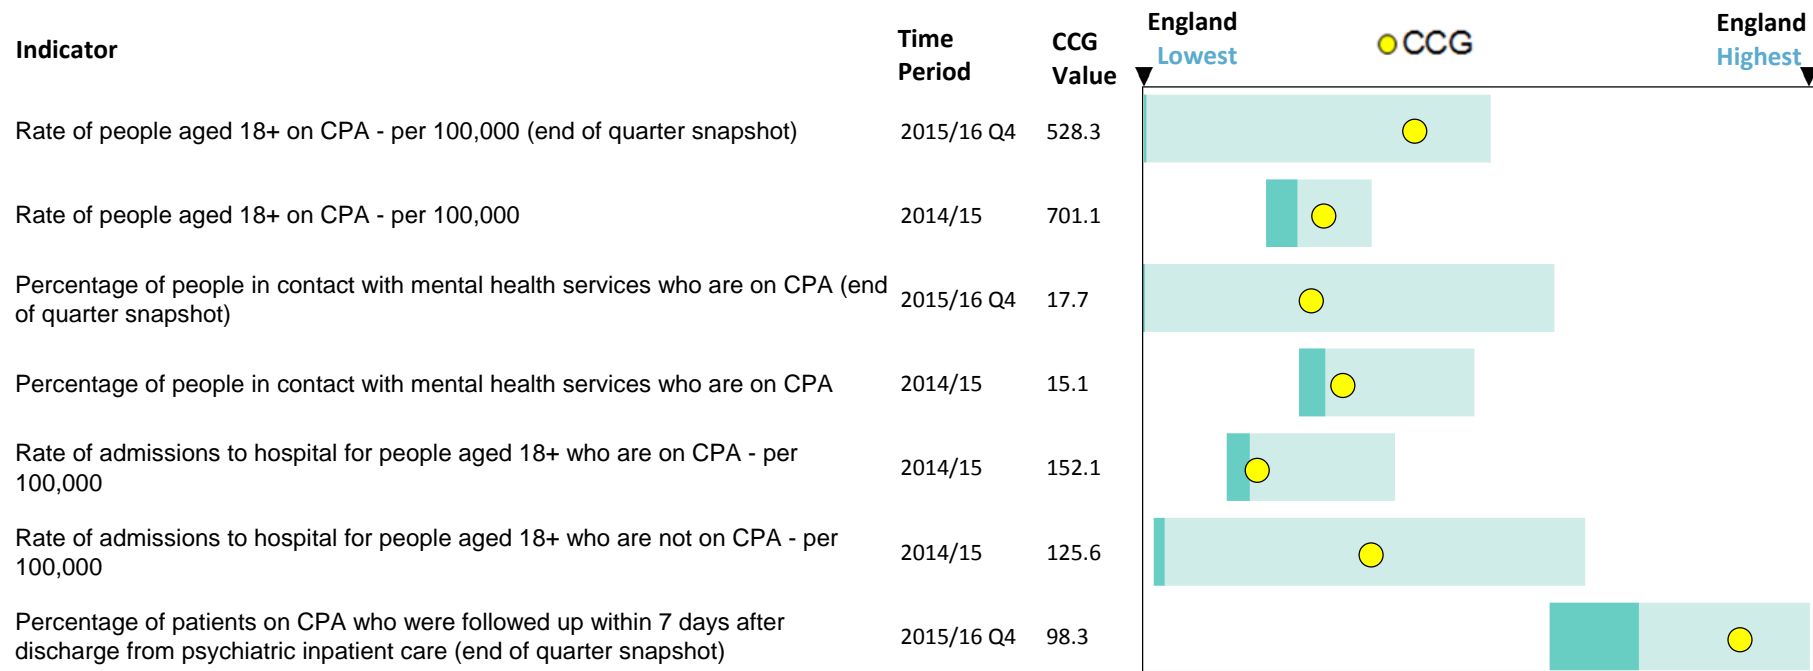 Indicator
Time
Period
CCG
Value
England
Lowest
CCG
England
Highest
Rate of people aged 18+ on CPA - per 100,000 (end of quarter snapshot)
2015/16 Q4
528.3
Rate of people aged 18+ on CPA - per 100,000
2014/15
701.1
Percentage of people in contact with mental health services who are on CPA (end
of quarter snapshot)
2015/16 Q4
17.7
Percentage of people in contact with mental health services who are on CPA
2014/15
15.1
Rate of admissions to hospital for people aged 18+ who are on CPA - per
100,000
2014/15
152.1
Rate of admissions to hospital for people aged 18+ who are not on CPA - per
100,000
2014/15
125.6
Percentage of patients on CPA who were followed up within 7 days after
discharge from psychiatric inpatient care (end of quarter snapshot)
2015/16 Q4
98.3